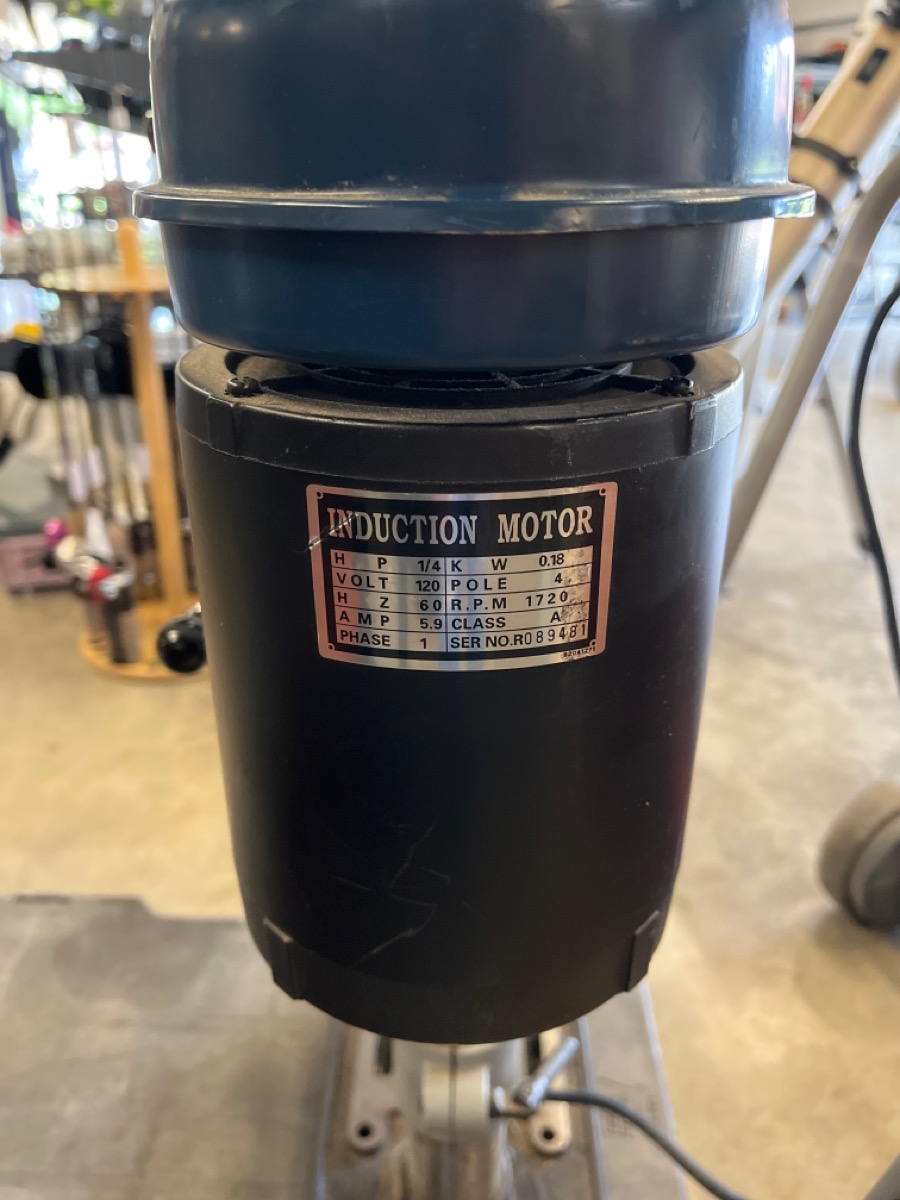 INDUCTION MOTOR
H P 1/4 K W 0.18
VOLT 120 POLE 4
H Z 60 R.P.M 1720
AMP 5.9 CLASS A
PHASE 1 SER NO.R089481